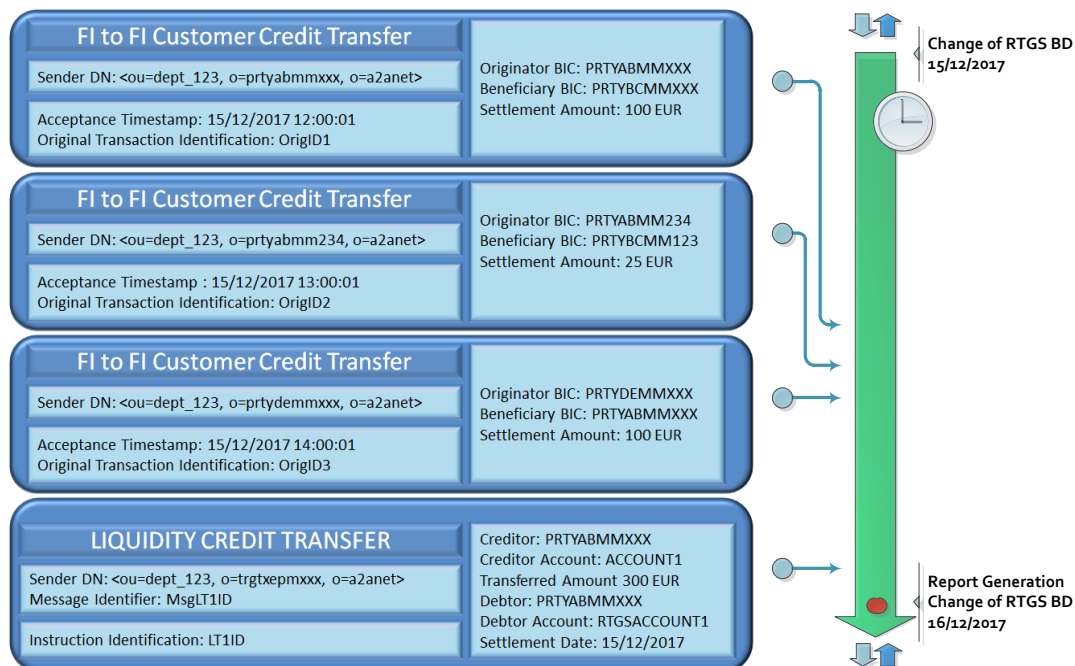 FI to FI Customer Credit Transfer
Sender DN: <ou=dept_123, o=prtyabmmxxx, o=a2anet>
Acceptance Timestamp: 15/12/2017 12:00:01
Original Transaction Identification: OrigID1
Originator BIC: PRTYABMMXXX
Beneficiary BIC: PRTYBCMMXXX
Settlement Amount: 100 EUR
FI to FI Customer Credit Transfer
Sender DN: <ou=dept_123, o=prtyabmm234, o=a2anet>
Acceptance Timestamp : 15/12/2017 13:00:01
Original Transaction Identification: OrigID2
Originator BIC: PRTYABMM234
Beneficiary BIC: PRTYBCMM123
Settlement Amount: 25 EUR
FI to FI Customer Credit Transfer
Sender DN: <ou=dept_123, o=prtydemmxxx, o=a2anet>
Acceptance Timestamp: 15/12/2017 14:00:01
Original Transaction Identification: OrigID3
Originator BIC: PRTYDEMMXXX
Beneficiary BIC: PRTYABMMXXX
Settlement Amount: 100 EUR
LIQUIDITY CREDIT TRANSFER
Sender DN: <ou=dept_123, o=trgtxepmxxx, o=a2anet>
Message Identifier: MsgLT1ID
Instruction Identification: LT1ID
Creditor: PRTYABMMXXX
Creditor Account: ACCOUNT1
Transferred Amount 300 EUR
Debtor: PRTYABMMXXX
Debtor Account: RTGSACCOUNT1
Settlement Date: 15/12/2017
Change of RTGS BD
15/12/2017
Report Generation
Change of RTGS BD
16/12/2017